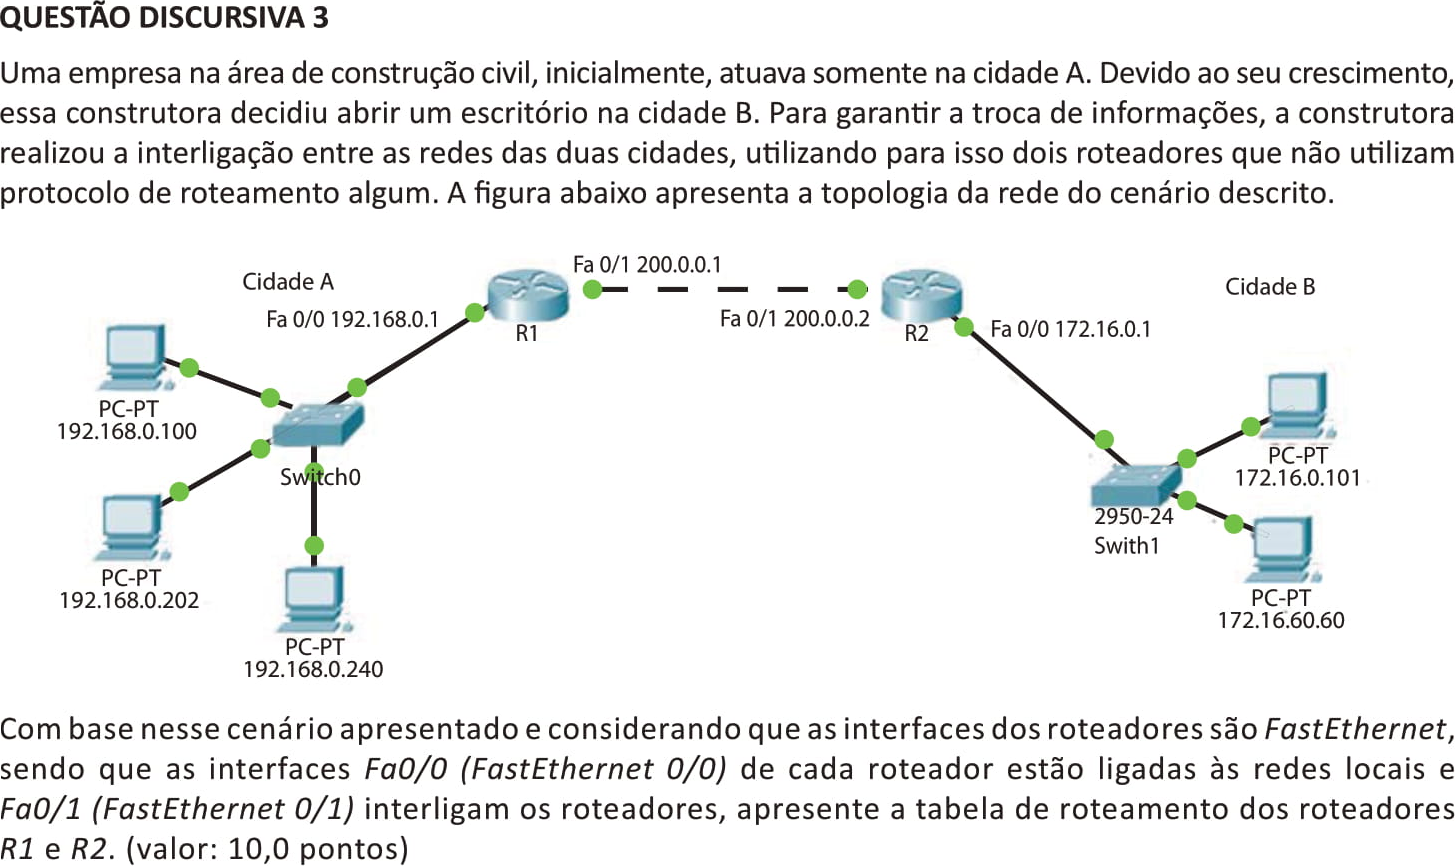 QUESTÃO DISCURSIVA 3
Uma empresa na área de construção civil, inicialmente, atuava somente na cidade A. Devido ao seu crescimento,
essa construtora decidiu abrir um escritório na cidade B. Para garantir a troca de informações, a construtora
realizou a interligação entre as redes das duas cidades, utilizando para isso dois roteadores que não utilizam
protocolo de roteamento algum. A figura abaixo apresenta a topologia da rede do cenário descrito.
Cidade A
Fa 0/1 200.0.0.1
Cidade B
Fa 0/0 192.168.0.1
R1
Fa 0/1 200.0.0.2
R2
Fa 0/0 172.16.0.1
PC-PT
192.168.0.100
Switch0
PC-PT
172.16.0.101
2950-24
Swith1
PC-PT
192.168.0.202
PC-PT
172.16.60.60
PC-PT
192.168.0.240
Com base nesse cenário apresentado e considerando que as interfaces dos roteadores são FastEthernet,
sendo que as interfaces Fa0/0 (FastEthernet 0/0) de cada roteador estão ligadas às redes locais e
Fa0/1 (FastEthernet 0/1) interligam os roteadores, apresente a tabela de roteamento dos roteadores
R1 e R2. (valor: 10,0 pontos)